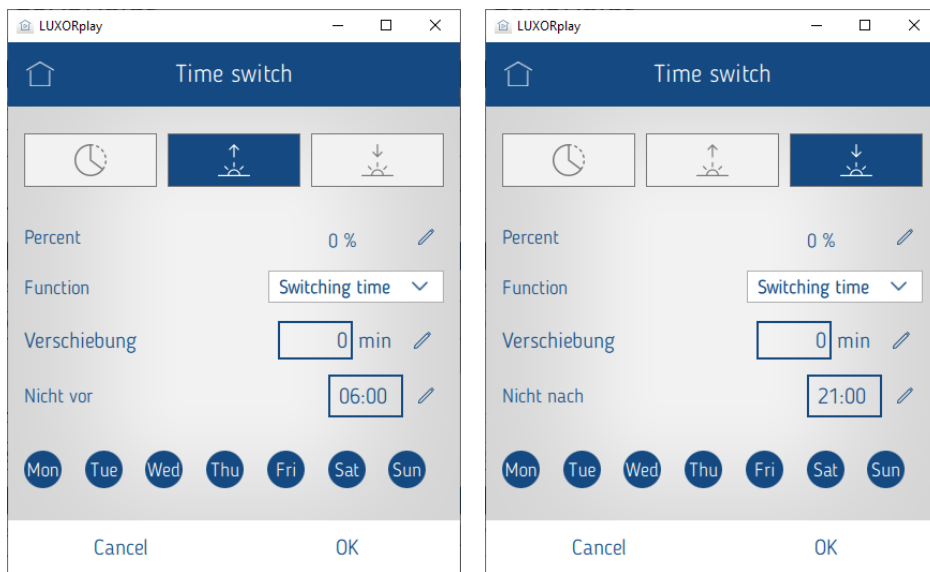 LUXORplay
Time switch
Percent 0 %
Function Switching time
Verschiebung 0 min
Nicht vor 06:00
Mon Tue Wed Thu Fri Sat Sun
Cancel OK
LUXORplay
Time switch
Percent 0 %
Function Switching time
Verschiebung 0 min
Nicht nach 21:00
Mon Tue Wed Thu Fri Sat Sun
Cancel OK